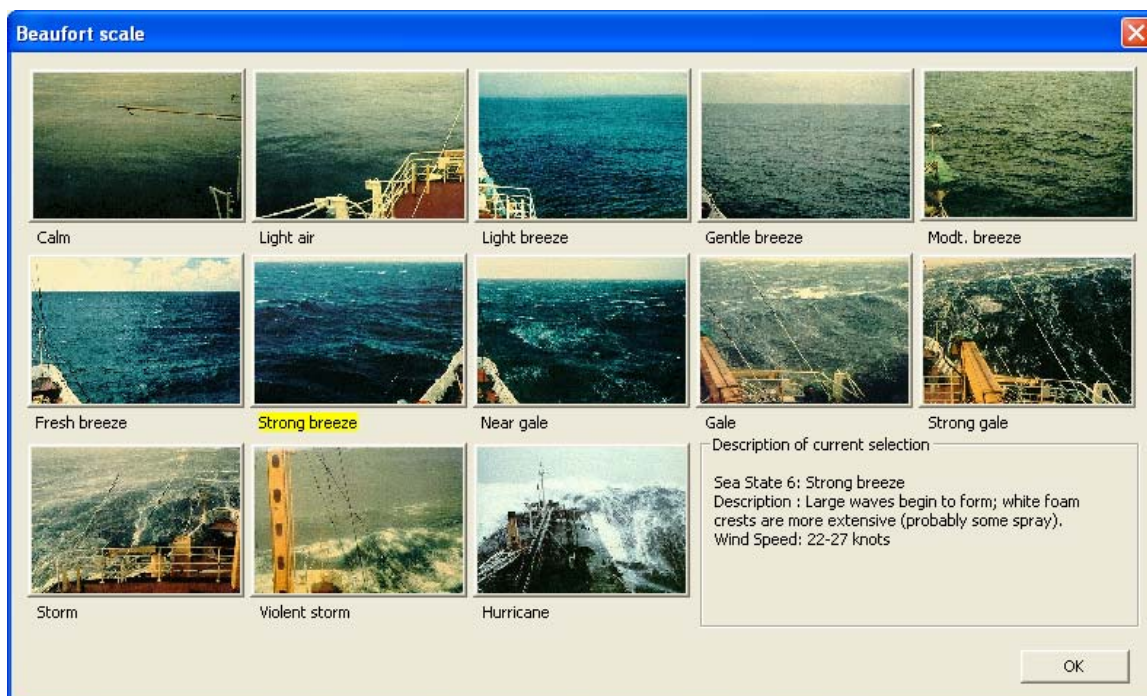 Beaufort scale
Calm
Light air
Light breeze
Gentle breeze
Modt. breeze
Fresh breeze
Strong breeze
Near gale
Gale
Strong gale
Storm
Violent storm
Hurricane
Description of current selection
Sea State 6: Strong breeze
Description : Large waves begin to form; white foam
crests are more extensive (probably some spray).
Wind Speed: 22-27 knots
OK